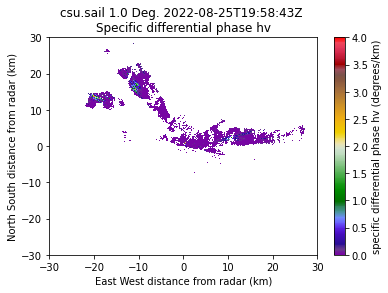 csu.sail 1.0 Deg. 2022-08-25T19:58:43Z
Specific differential phase hv
North South distance from radar (km)
30
20
10
0
−10
−20
−30
−30 −20 −10 0 10 20 30
East West distance from radar (km)
4.0
3.5
3.0
2.5
2.0
1.5
1.0
0.5
0.0
specific differential phase hv (degrees/km)